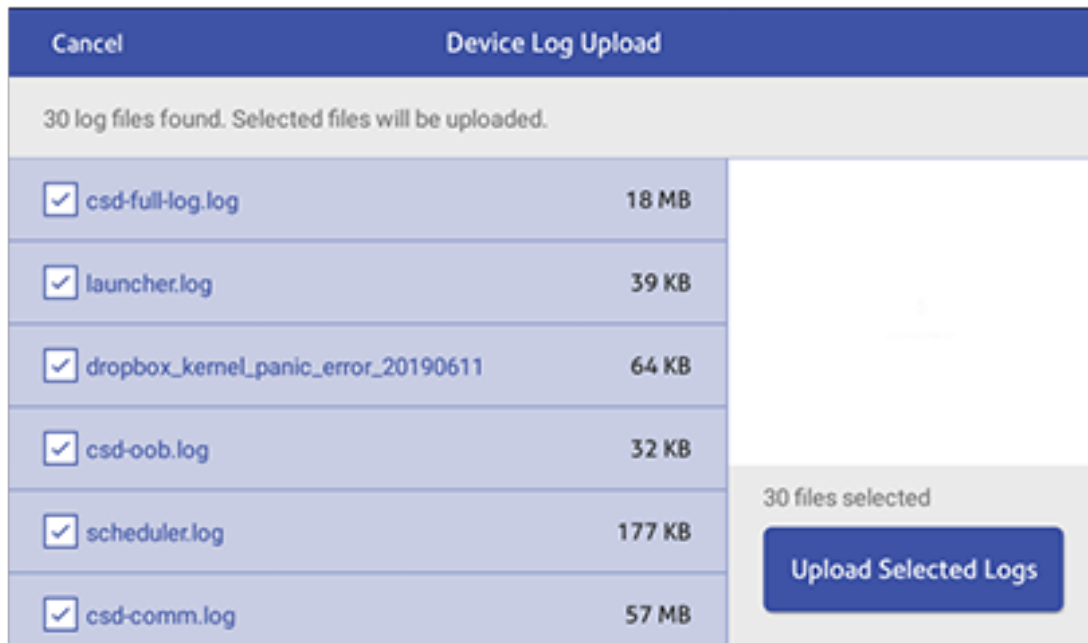 Cancel Device Log Upload
30 log files found. Selected files will be uploaded.
csd-full-log.log 18 MB
launcher.log 39 KB
dropbox_kernel_panic_error_20190611 64 KB
csd-oob.log 32 KB
scheduler.log 177 KB
csd-comm.log 57 MB
30 files selected
Upload Selected Logs